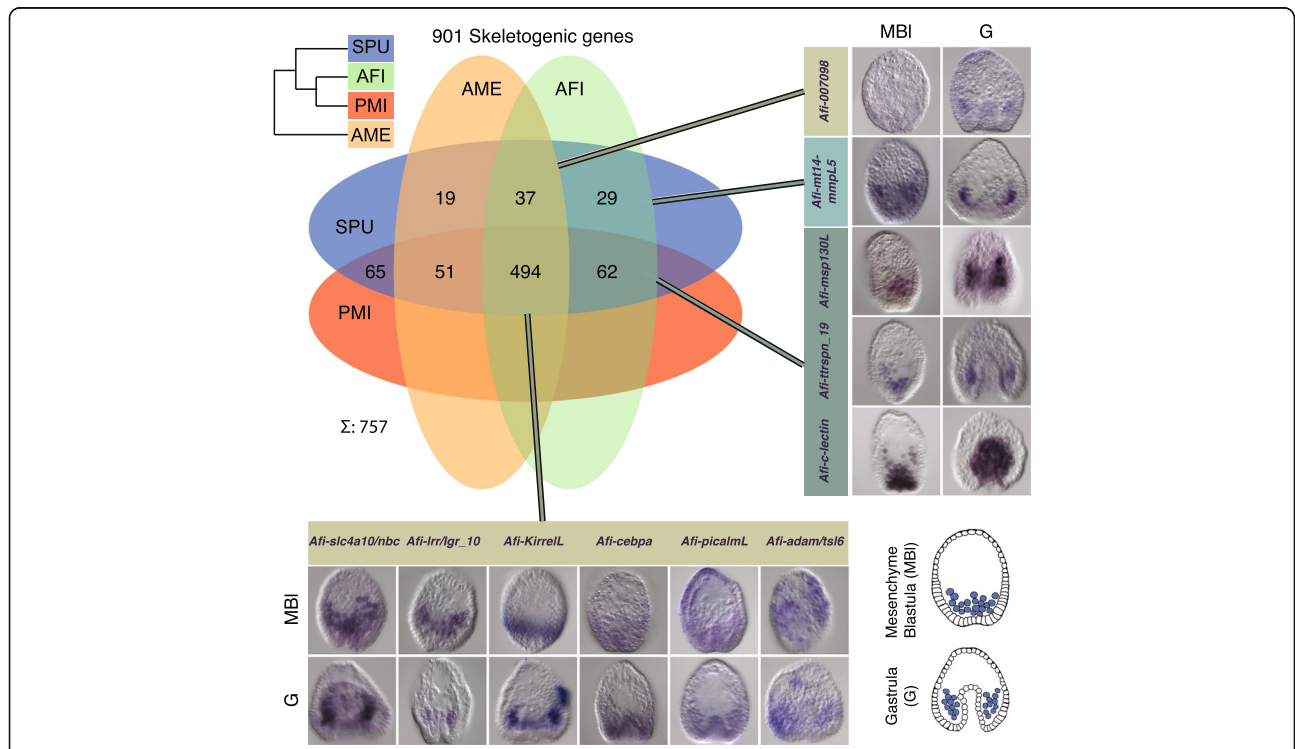 901 Skeletogenic genes
SPU
AFI
PMI
AME
AME
AFI
SPU
PMI
19
37
29
65
51
494
62
Σ: 757
MBl
G
Afi-007098
Afi-mt14-
mmpL5
Afi-msp130L
Afi-ttrspn_19
Afi-c-lectin
Afi-slc4a10/nbc
Afi-lrr/lgr_10
Afi-KirrelL
Afi-cebpa
Afi-picalmL
Afi-adam/tsl6
MBl
G
Mesenchyme
Blastula (MBl)
Gastrula
(G)